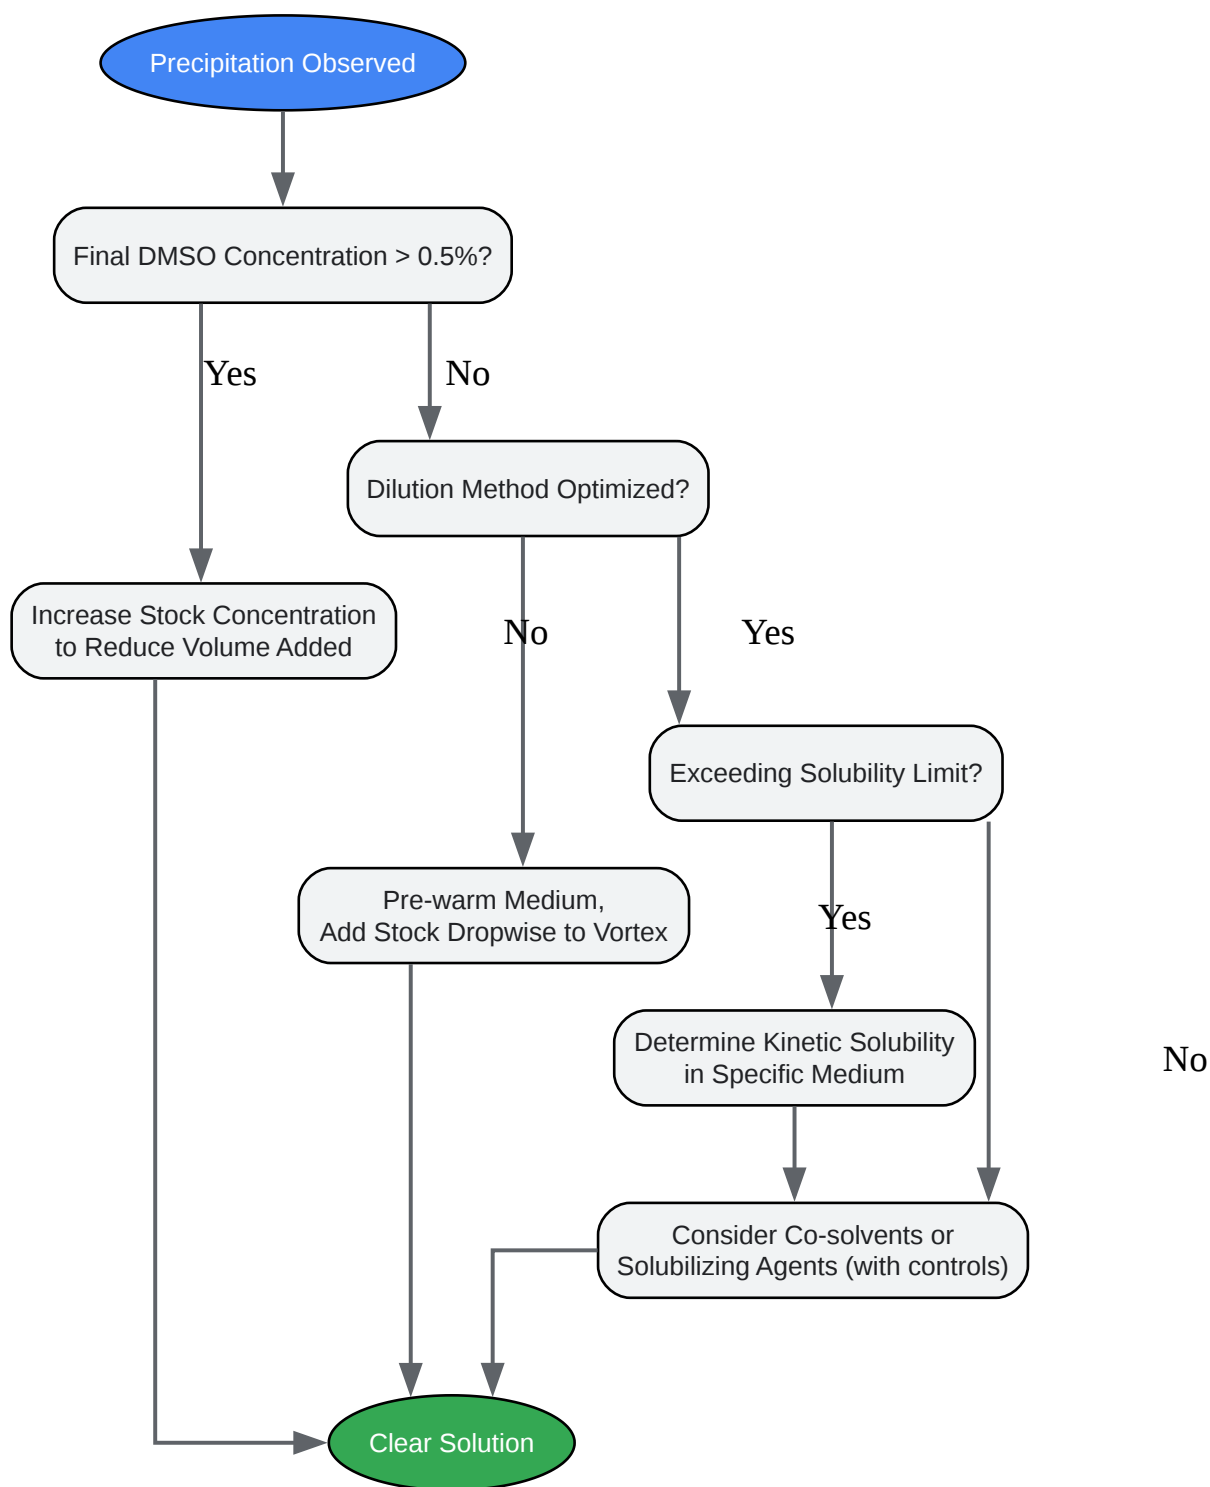 Precipitation Observed
Final DMSO Concentration > 0.5%?
Yes
No
Dilution Method Optimized?
Increase Stock Concentration
to Reduce Volume Added
No
Yes
Exceeding Solubility Limit?
Pre-warm Medium,
Add Stock Dropwise to Vortex
Yes
Determine Kinetic Solubility
in Specific Medium
No
Consider Co-solvents or
Solubilizing Agents (with controls)
Clear Solution